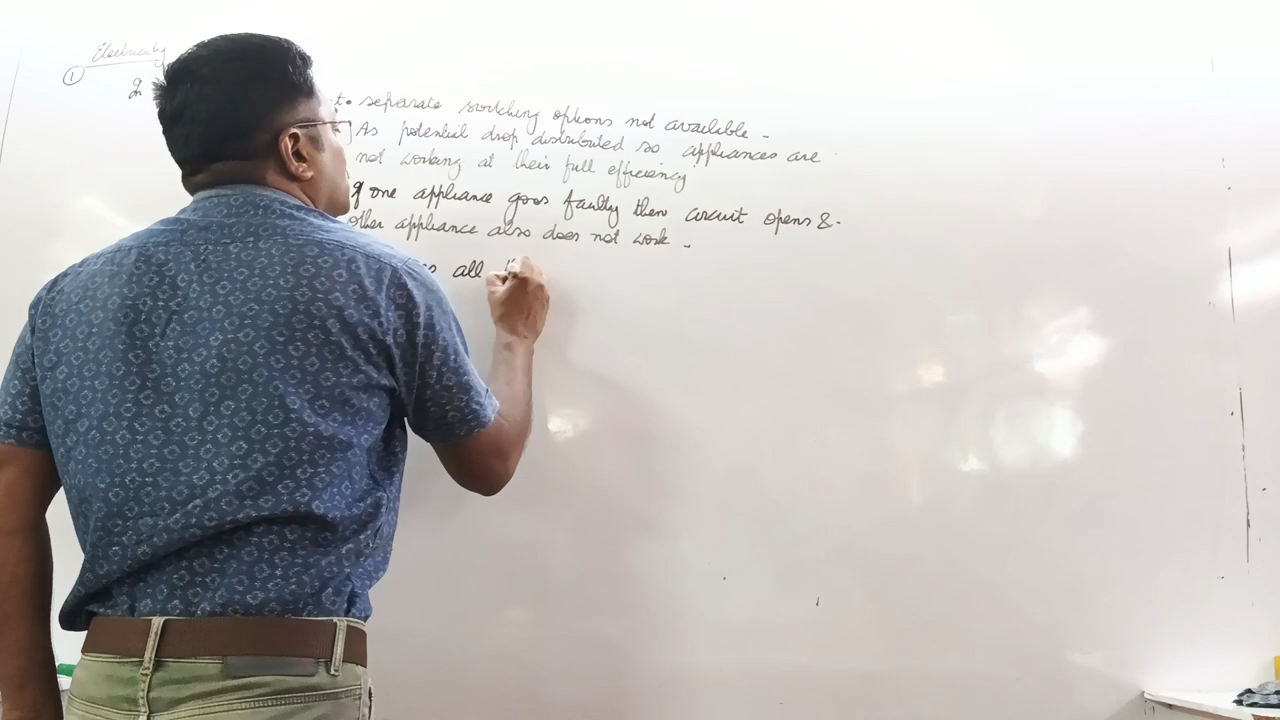 Electricity
①
In
t. separate switching options not available -
As potential drop distributed so appliances are
not working at their full efficiency
If one appliance goes faulty then circuit opens &.
other appliance also does not work -
all